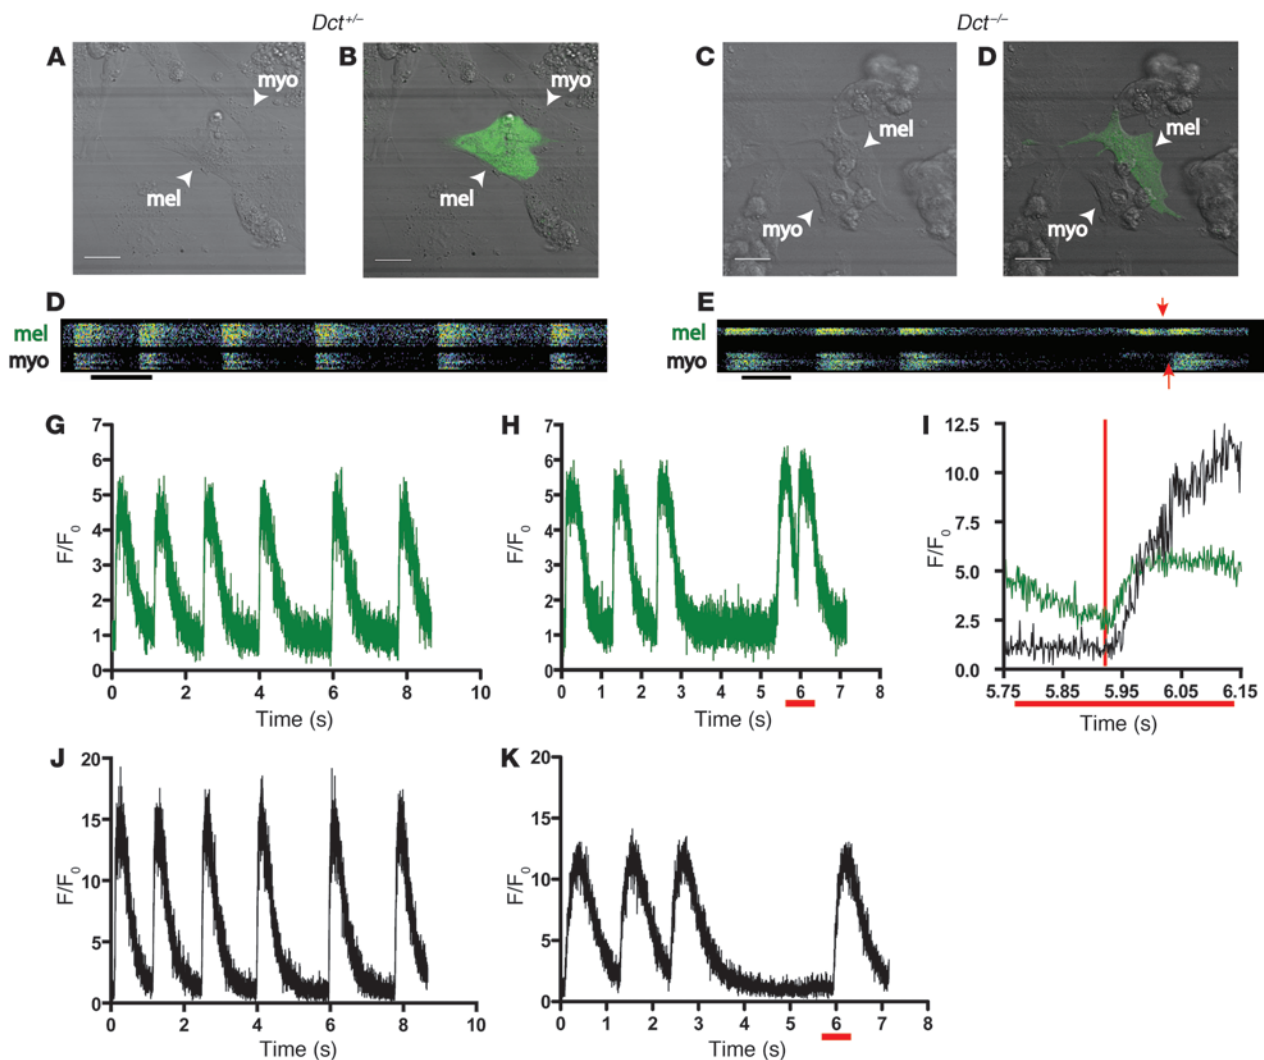 Dct+/− Dct−/−
A B C D
myo myo mel
mel mel
mel myo
myo
D E
mel mel
myo myo
G H I
7 7 12.5
6 6 10.0
5 5 7.5
4 4 5.0
3 3 2.5
2 2 0.0
1 1
0 0
F/F0 F/F0 F/F0
0 2 4 6 8 10 0 1 2 3 4 5 6 7 8 5.75 5.85 5.95 6.05 6.15
Time (s) Time (s) Time (s)
J K
20 20
15 15
10 10
5 5
0 0
F/F0 F/F0
0 2 4 6 8 10 0 1 2 3 4 5 6 7 8
Time (s) Time (s)